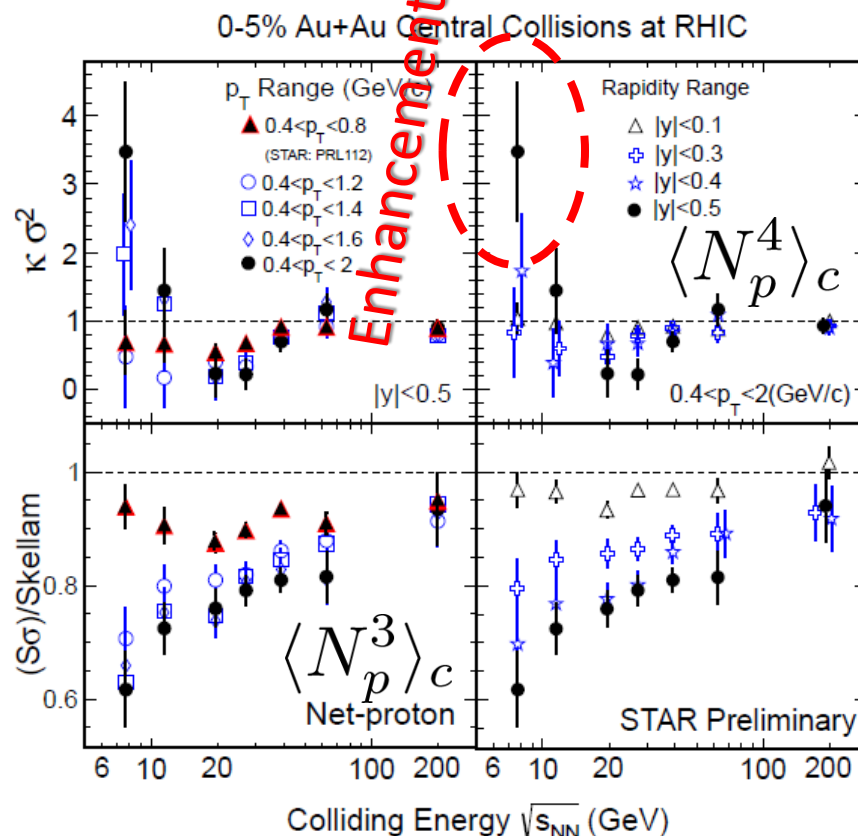 0-5% Au+Au Central Collisions at RHIC
Enhancement
p_T Range (GeV/c)
0.4<p_T<0.8
(STAR: PRL112)
0.4<p_T<1.2
0.4<p_T<1.4
0.4<p_T<1.6
0.4<p_T<2
|y|<0.5
κ σ²
4
3
2
1
0
Rapidity Range
|y|<0.1
|y|<0.3
|y|<0.4
|y|<0.5
⟨N_p^4⟩_c
0.4<p_T<2(GeV/c)
(Sσ)/Skellam
1
0.8
0.6
⟨N_p^3⟩_c
Net-proton
STAR Preliminary
6 10 20 100 200 6 10 20 100 200
Colliding Energy √s_NN (GeV)